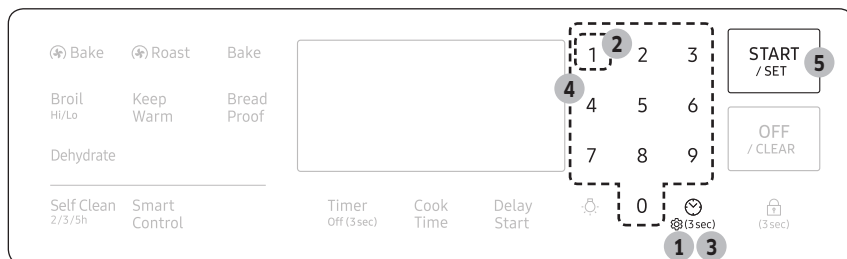 Bake Roast Bake
1 2 3
START
/ SET
2
5
4
Broil
Hi/Lo
Keep
Warm
Bread
Proof
4 5 6
OFF
/ CLEAR
Dehydrate
7 8 9
Self Clean
2/3/5h
Smart
Control
Timer
Off (3 sec)
Cook
Time
Delay
Start
0
(3 sec)
(3 sec)
1 3